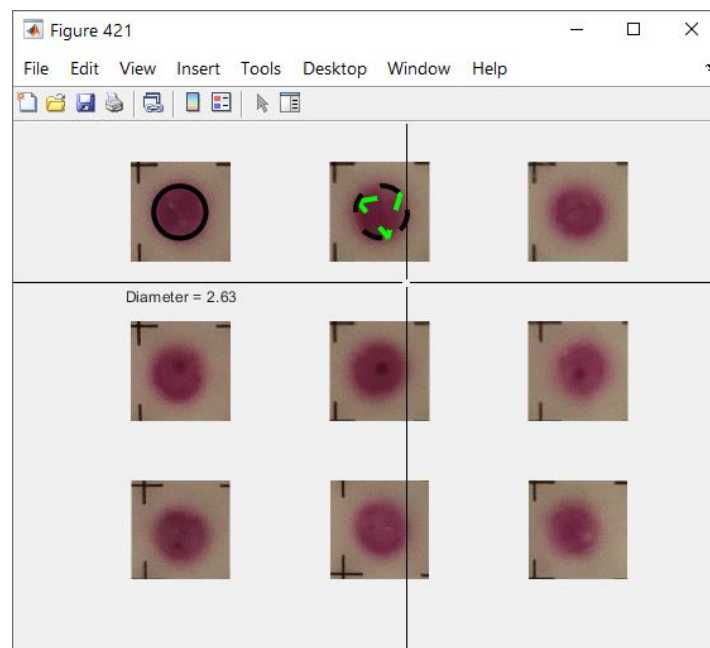 Figure 421
File Edit View Insert Tools Desktop Window Help
Diameter = 2.63